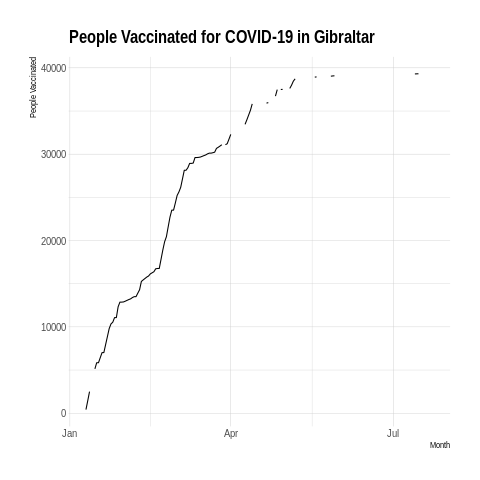 People Vaccinated for COVID-19 in Gibraltar
People Vaccinated
40000
30000
20000
10000
0
Jan
Apr
Jul
Month